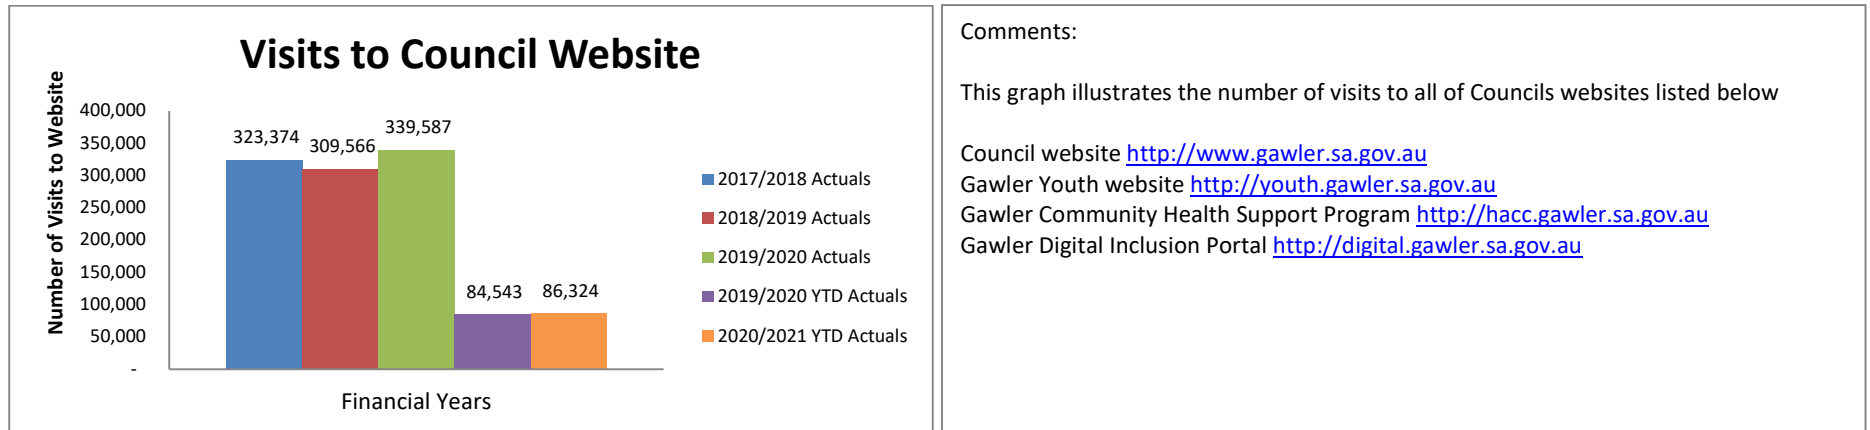 Visits to Council Website
Number of Visits to Website
400,000
350,000
300,000
250,000
200,000
150,000
100,000
50,000
-
323,374
309,566
339,587
84,543
86,324
Financial Years
2017/2018 Actuals
2018/2019 Actuals
2019/2020 Actuals
2019/2020 YTD Actuals
2020/2021 YTD Actuals
Comments:
This graph illustrates the number of visits to all of Councils websites listed below
Council website http://www.gawler.sa.gov.au
Gawler Youth website http://youth.gawler.sa.gov.au
Gawler Community Health Support Program http://hacc.gawler.sa.gov.au
Gawler Digital Inclusion Portal http://digital.gawler.sa.gov.au